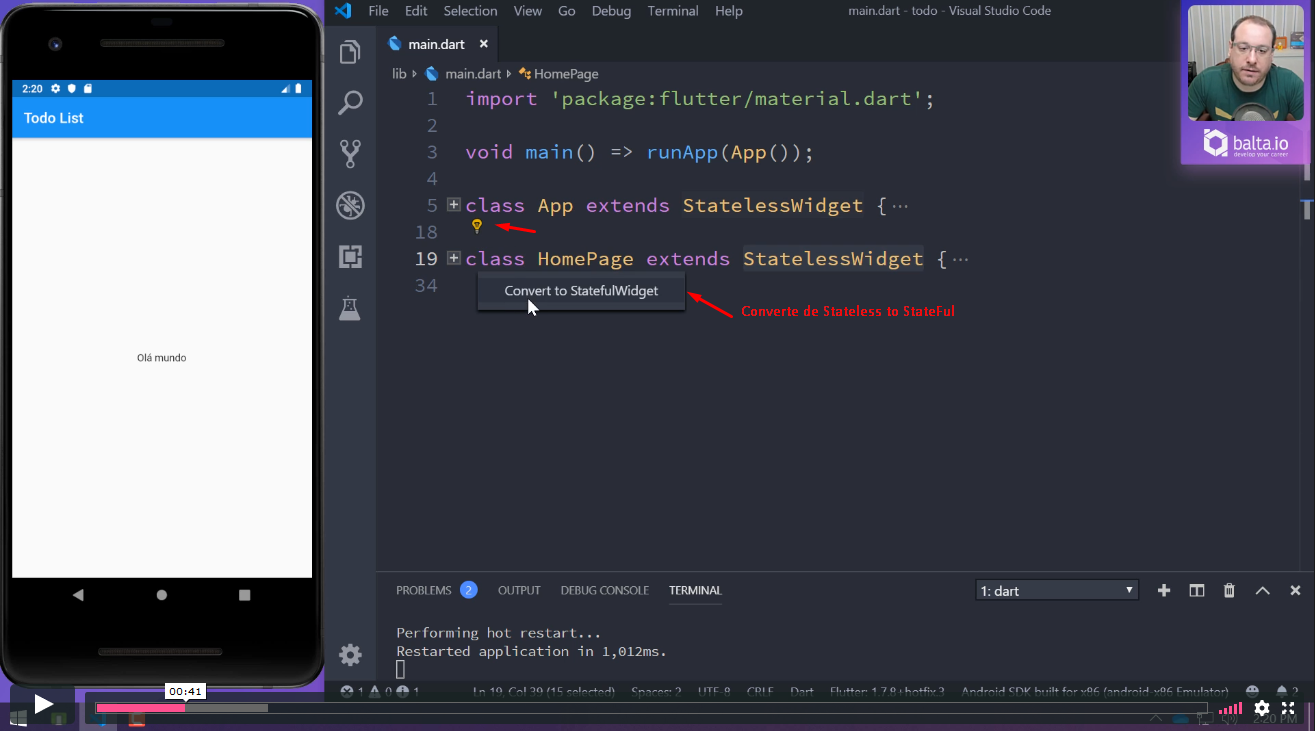 File Edit Selection View Go Debug Terminal Help
main.dart - todo - Visual Studio Code
main.dart ×
lib main.dart HomePage
1 import 'package:flutter/material.dart';
2
3 void main() => runApp(App());
4
5 class App extends StatelessWidget {…
18
19 class HomePage extends StatelessWidget {…
34
Convert to StatefulWidget
Converte de Stateless to StateFul
2:20
Todo List
Olá mundo
balta.io
develop your career
PROBLEMS 2 OUTPUT DEBUG CONSOLE TERMINAL
1: dart
Performing hot restart...
Restarted application in 1,012ms.
1 0 1 Ln 19, Col 39 (15 selected) Spaces: 2 UTF-8 CRLF Dart Flutter: 1.7.8+hotfix.3 Android SDK built for x86 (android-x86 Emulator) 2
00:41
2:20 PM